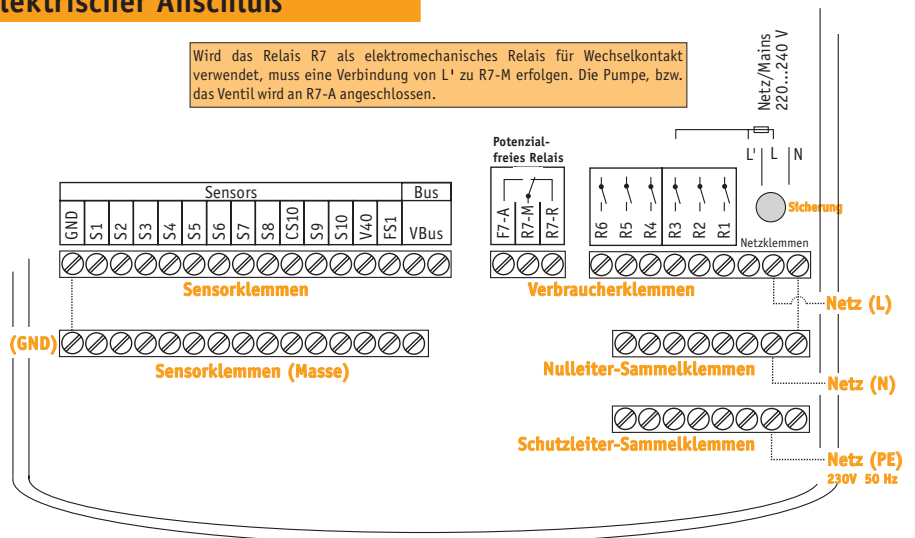 lektrischer Anschluß
Wird das Relais R7 als elektromechanisches Relais für Wechselkontakt
verwendet, muss eine Verbindung von L' zu R7-M erfolgen. Die Pumpe, bzw.
das Ventil wird an R7-A angeschlossen.
Netz/Mains
220...240 V
Potenzial-
freies Relais
L' L N
Sensors Bus
GND S1 S2 S3 S4 S5 S6 S7 S8 CS10 S9 S10 V40 FS1 VBus
F7-A R7-M R7-R
R6 R5 R4 R3 R2 R1
Sicherung
Netzklemmen
Sensorklemmen
Verbraucherklemmen
Netz (L)
(GND)
Sensorklemmen (Masse)
Nulleiter-Sammelklemmen
Netz (N)
Schutzleiter-Sammelklemmen
Netz (PE)
230V 50 Hz